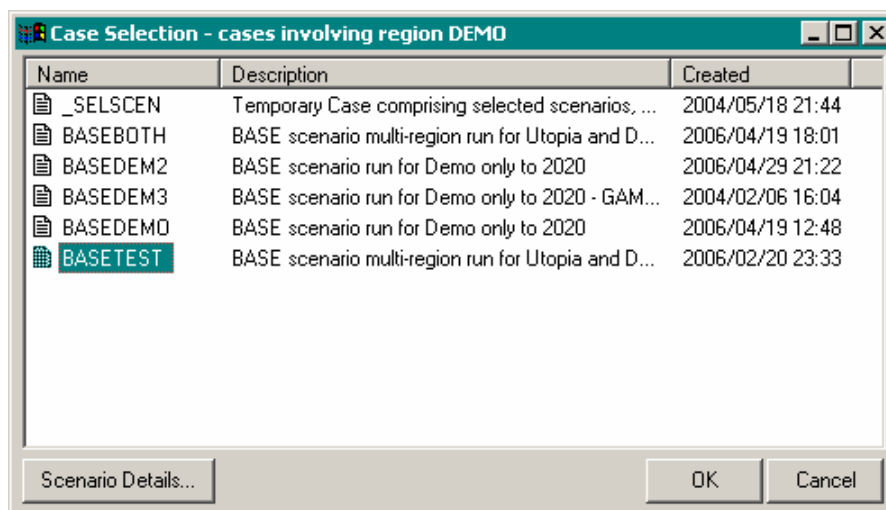 Case Selection - cases involving region DEMO
Name Description Created
_SELSCEN Temporary Case comprising selected scenarios, ... 2004/05/18 21:44
BASEBOTH BASE scenario multi-region run for Utopia and D... 2006/04/19 18:01
BASEDEM2 BASE scenario run for Demo only to 2020 2006/04/29 21:22
BASEDEM3 BASE scenario run for Demo only to 2020 - GAM... 2004/02/06 16:04
BASEDEMO BASE scenario run for Demo only to 2020 2006/04/19 12:48
BASETEST BASE scenario multi-region run for Utopia and D... 2006/02/20 23:33
Scenario Details... OK Cancel